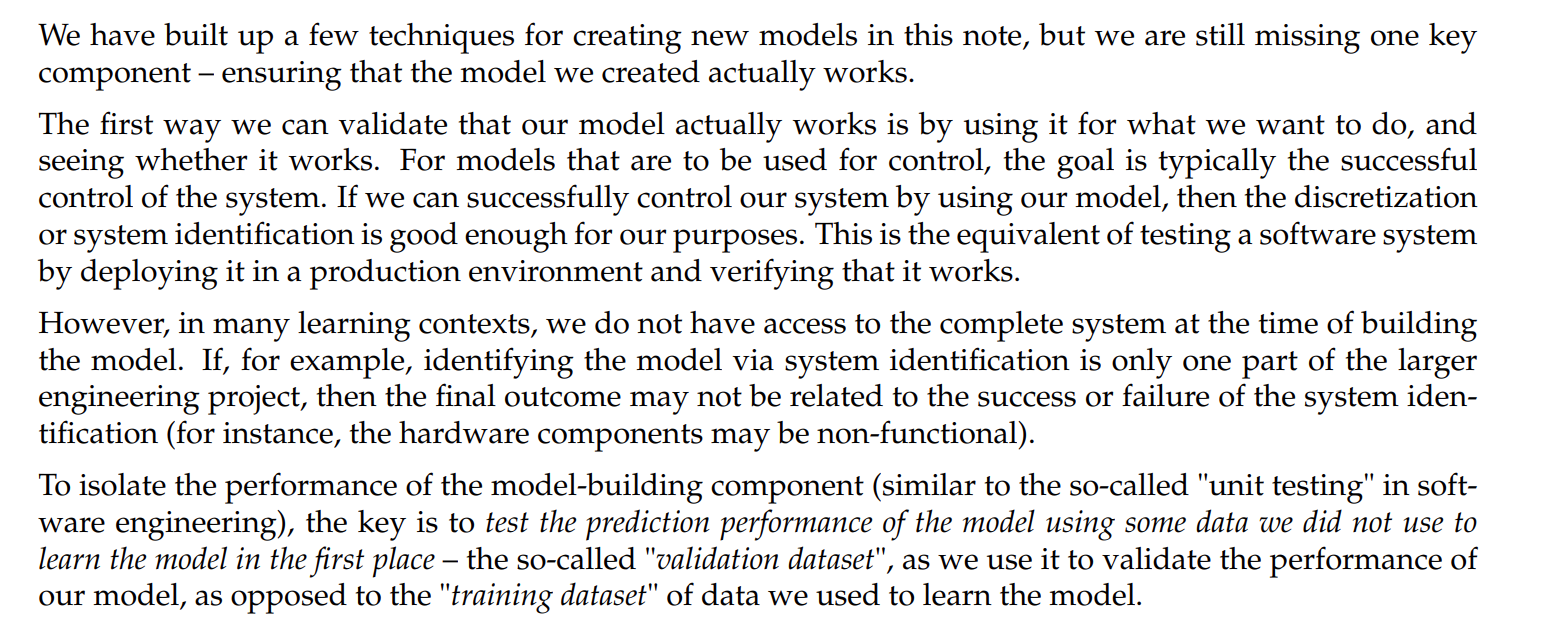 We have built up a few techniques for creating new models in this note, but we are still missing one key
component – ensuring that the model we created actually works.
The first way we can validate that our model actually works is by using it for what we want to do, and
seeing whether it works. For models that are to be used for control, the goal is typically the successful
control of the system. If we can successfully control our system by using our model, then the discretization
or system identification is good enough for our purposes. This is the equivalent of testing a software system
by deploying it in a production environment and verifying that it works.
However, in many learning contexts, we do not have access to the complete system at the time of building
the model. If, for example, identifying the model via system identification is only one part of the larger
engineering project, then the final outcome may not be related to the success or failure of the system iden-
tification (for instance, the hardware components may be non-functional).
To isolate the performance of the model-building component (similar to the so-called "unit testing" in soft-
ware engineering), the key is to test the prediction performance of the model using some data we did not use to
learn the model in the first place – the so-called "validation dataset", as we use it to validate the performance of
our model, as opposed to the "training dataset" of data we used to learn the model.